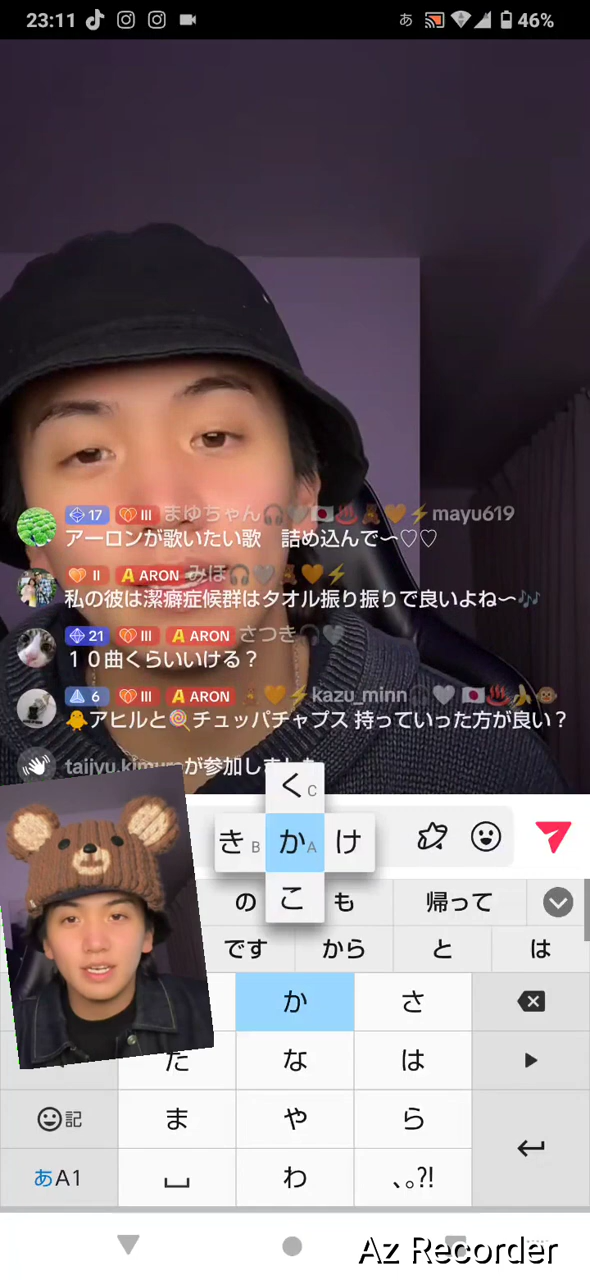 23:11
あ
46%
17 III まゆちゃん mayu619
アーロンが歌いたい歌 詰め込んで〜♡♡
II A ARON みほ
私の彼は潔癖症候群はタオル振り振りで良いよね〜🎶
21 III A ARON さつき
10曲くらいいける？
6 III A ARON kazu_minn
🐥アヒルと🍭チュッパチャプス 持っていった方が良い？
が参加しました
く C
き B か A け
の こ も 帰って
です から と は
か さ
た な は
ま や ら
記
あA1 わ 、。?!
Az Recorder